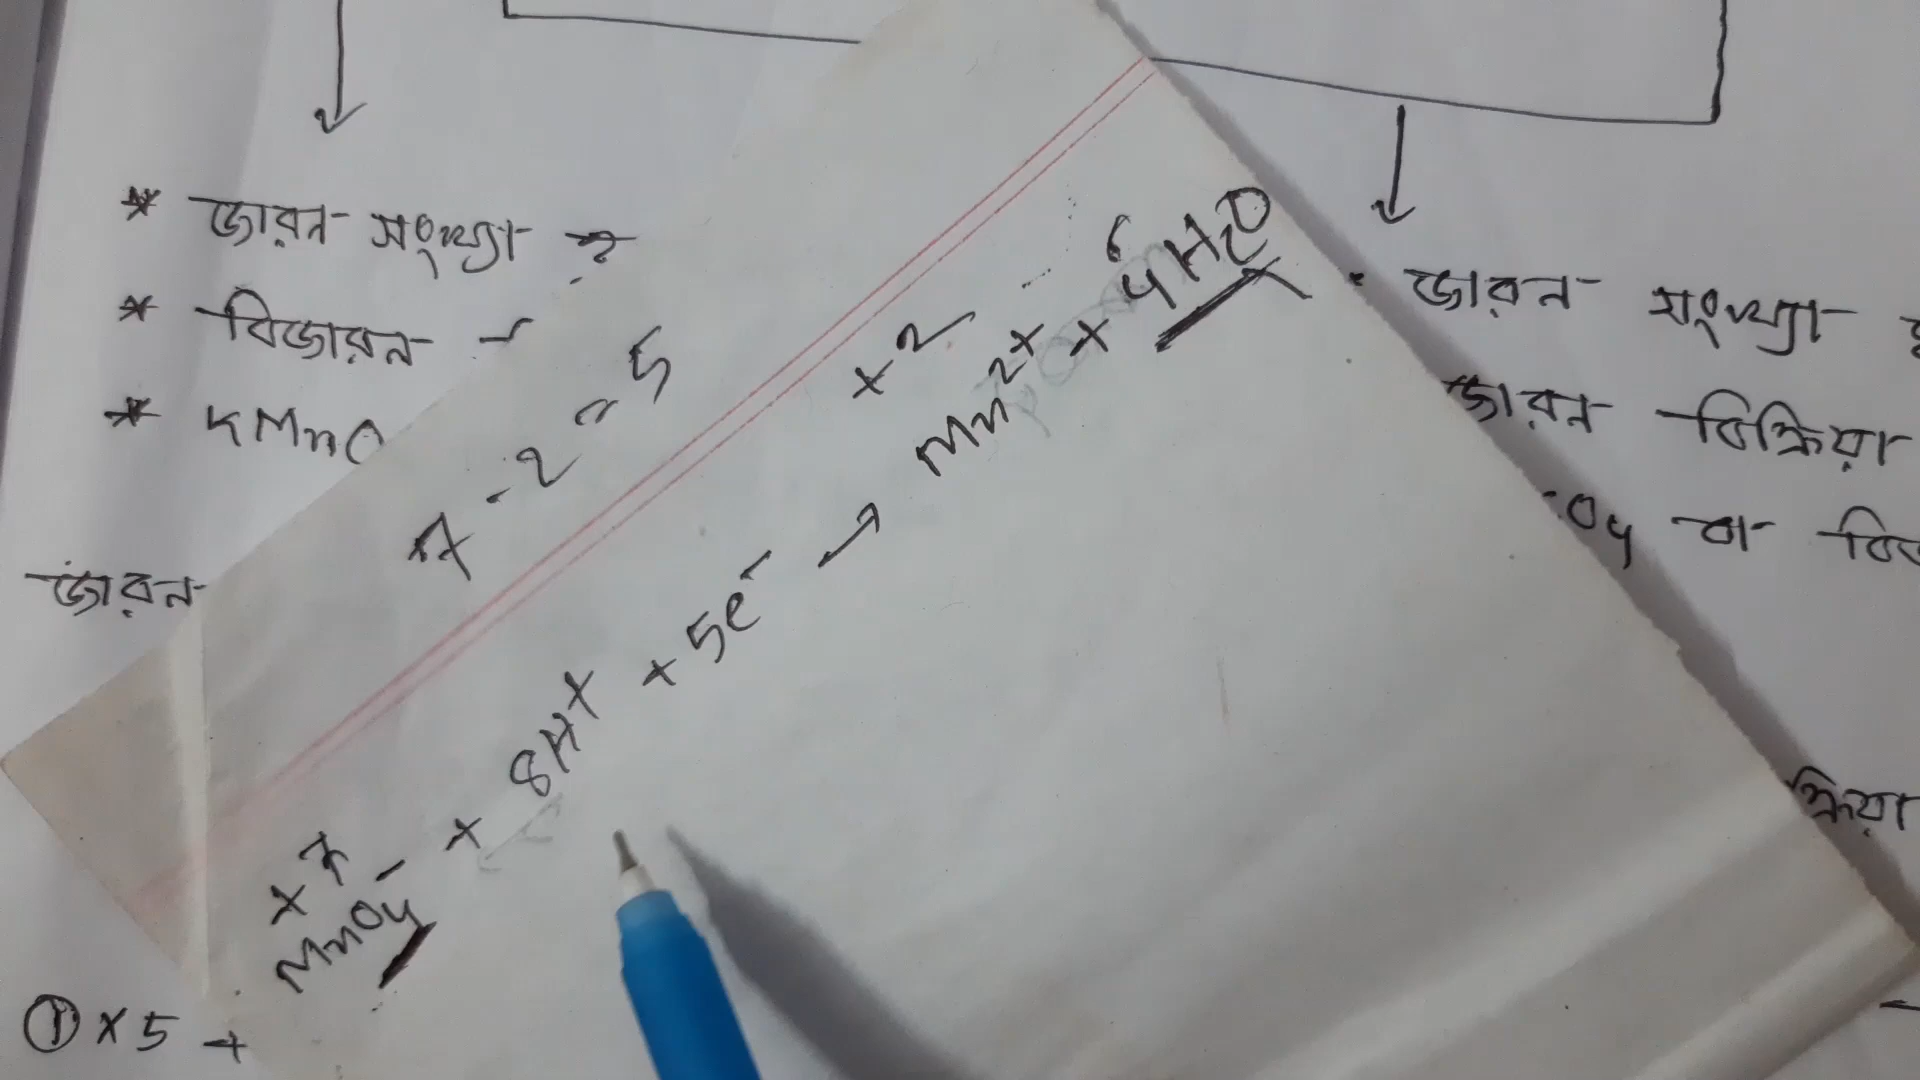 * জারন সংখ্যা →
* বিজারন -
* KMnO
জারন
① × 5 →
7 - 2 = 5
+7
+2
MnO4- + 8H+ + 5e- → Mn2+ + 4H2O
· জারন সংখ্যা
জারন বিক্রিয়া
O4 বা বিজ
ক্রিয়া